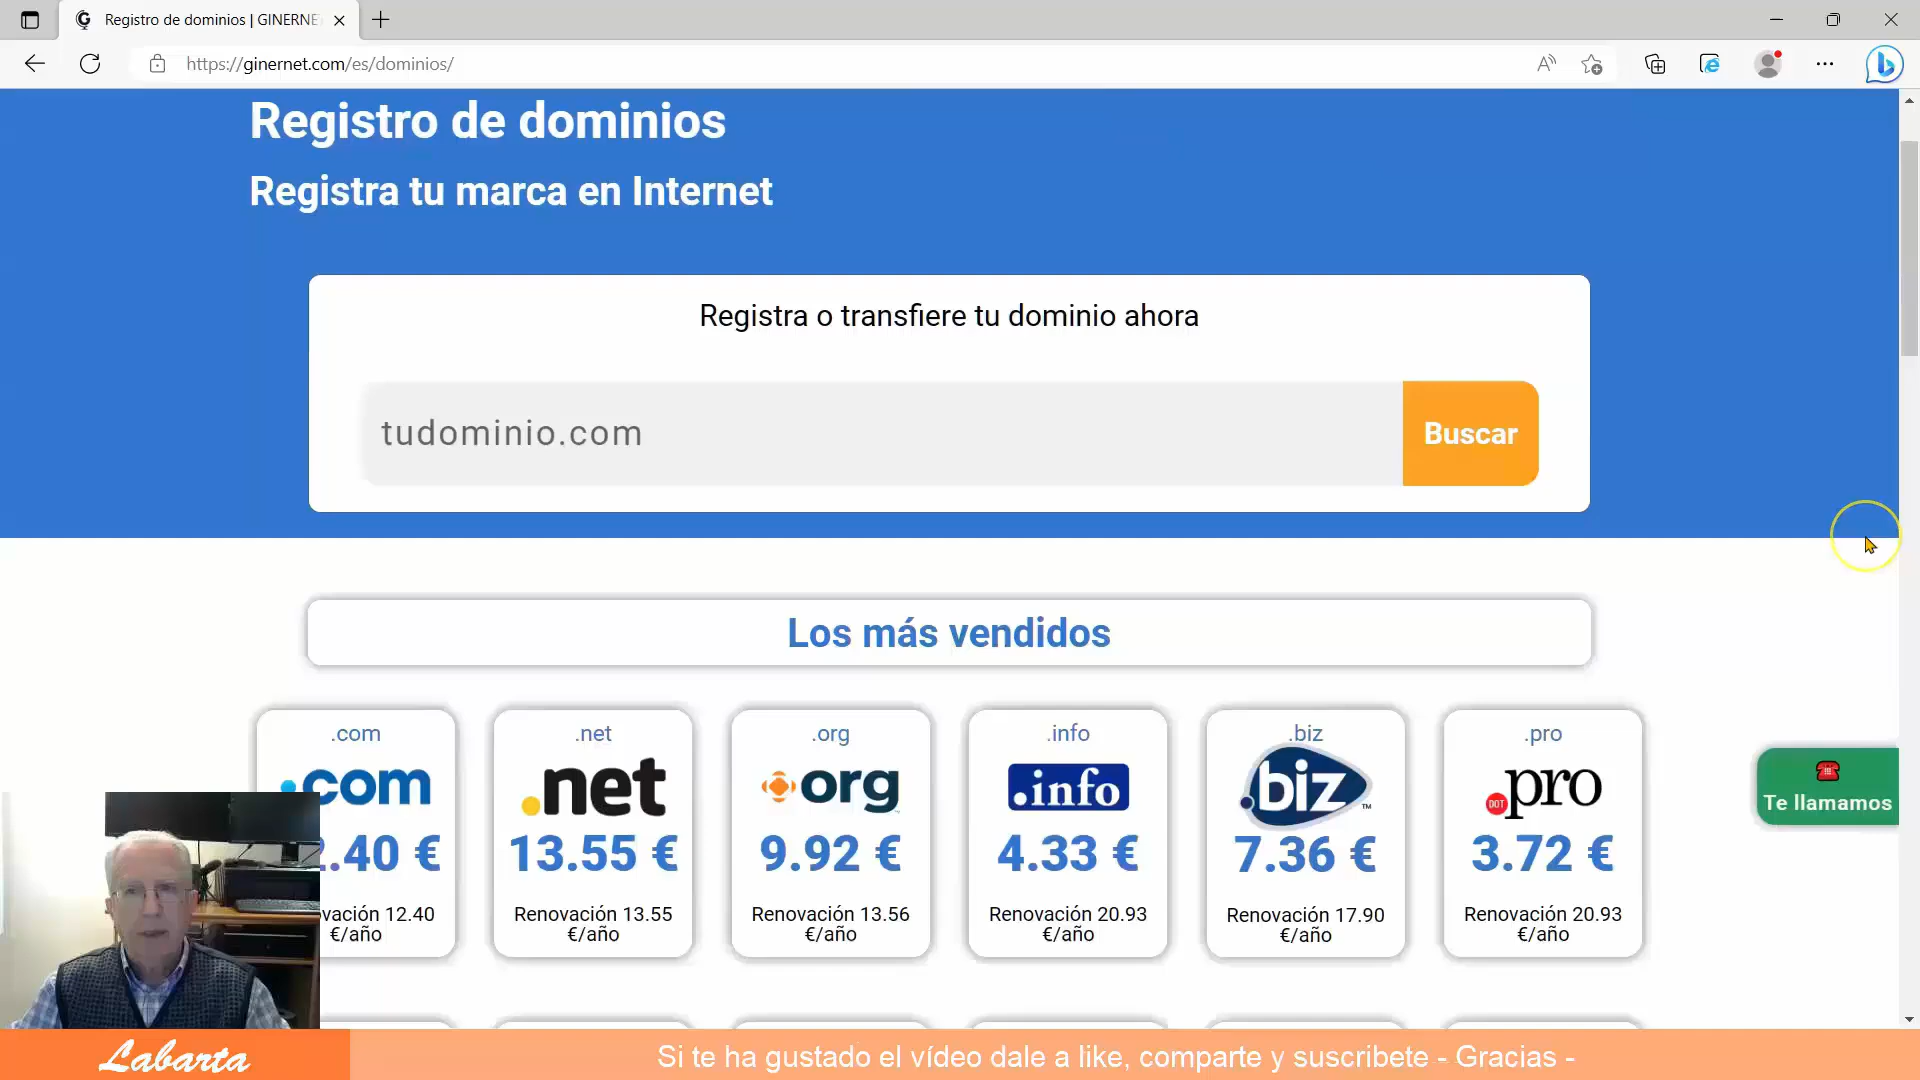 Registro de dominios | GINERNE
https://ginernet.com/es/dominios/
Registro de dominios
Registra tu marca en Internet
Registra o transfiere tu dominio ahora
tudominio.com
Buscar
Los más vendidos
.com
.net
.org
.info
.biz
.pro
.com
.net
org
.info
.biz™
DOT pro
.40 €
13.55 €
9.92 €
4.33 €
7.36 €
3.72 €
vación 12.40 €/año
Renovación 13.55 €/año
Renovación 13.56 €/año
Renovación 20.93 €/año
Renovación 17.90 €/año
Renovación 20.93 €/año
Te llamamos
Labarta
Si te ha gustado el vídeo dale a like, comparte y suscribete - Gracias -